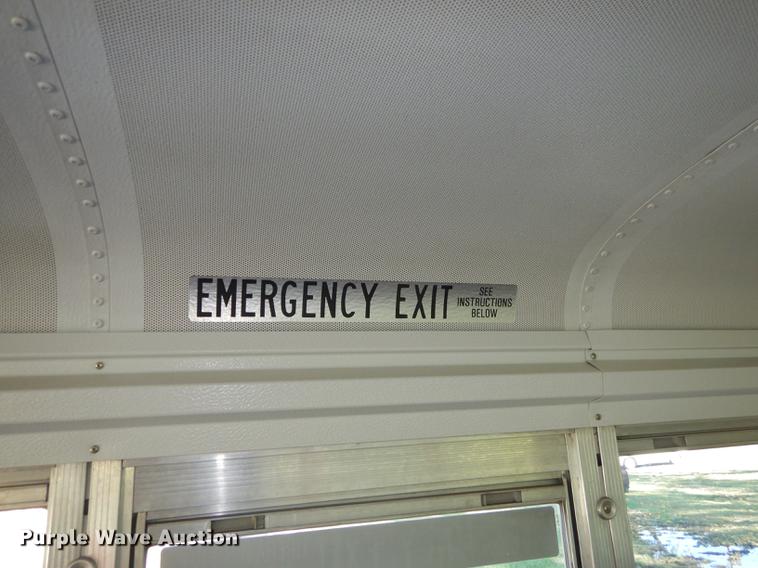 EMERGENCY EXIT
SEE
INSTRUCTIONS
BELOW
Purple Wave Auction